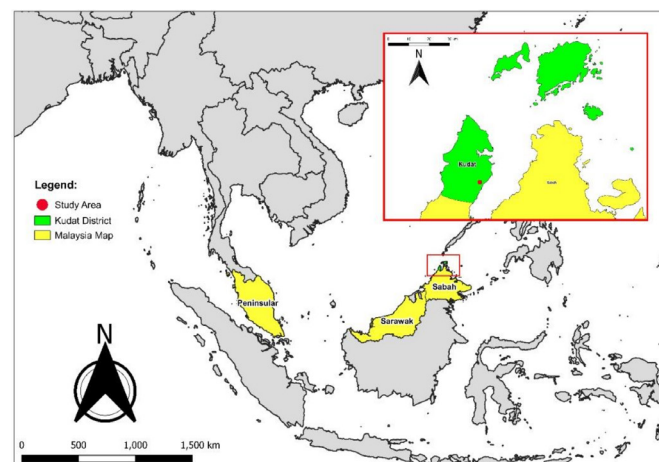 N
Kudat
Legend:
Study Area
Kudat District
Malaysia Map
Peninsular
Sabah
Sarawak
N
0 500 1,000 1,500 km